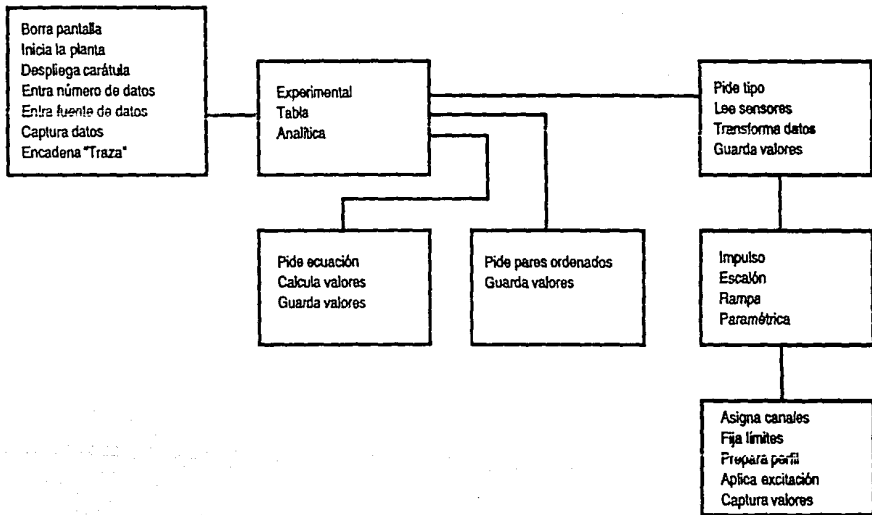 Borra pantalla
Inicia la planta
Despliega carátula
Entra número de datos
Entra fuente de datos
Captura datos
Encadena "Traza"
Experimental
Tabla
Analítica
Pide tipo
Lee sensores
Transforma datos
Guarda valores
Pide ecuación
Calcula valores
Guarda valores
Pide pares ordenados
Guarda valores
Impulso
Escalón
Rampa
Paramétrica
Asigna canales
Fija límites
Prepara perfil
Aplica excitación
Captura valores